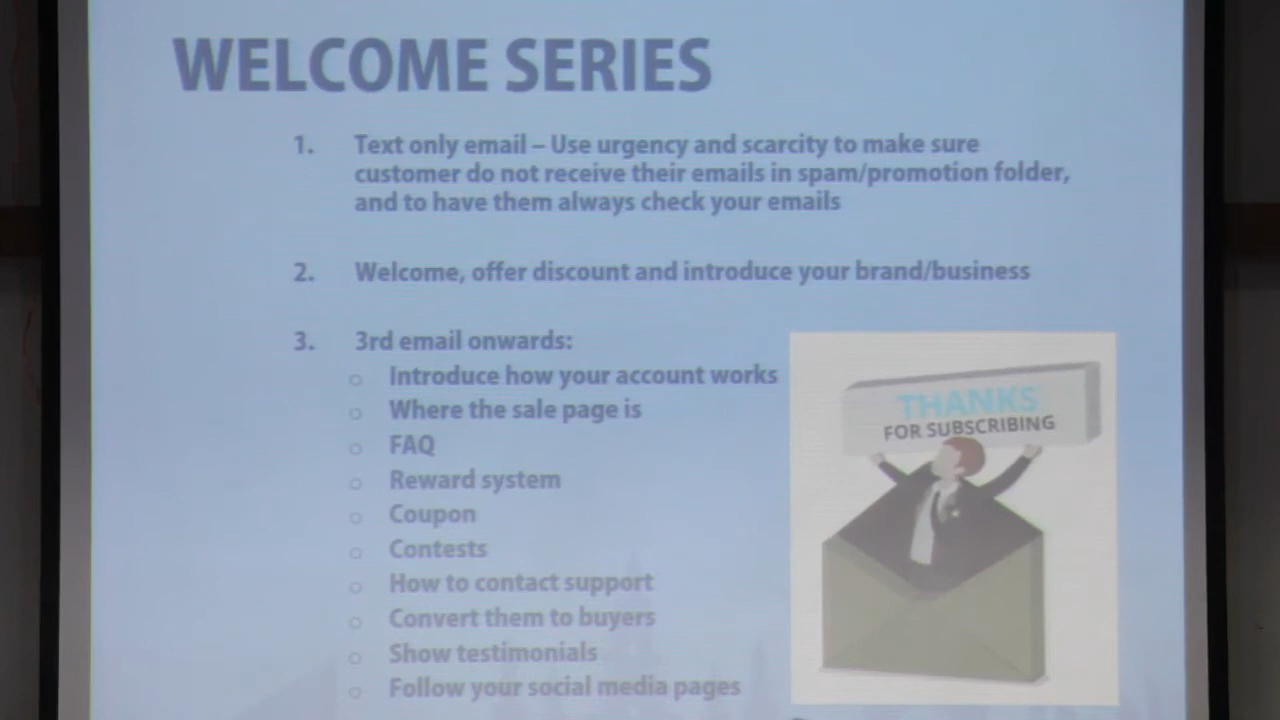 WELCOME SERIES
1. Text only email – Use urgency and scarcity to make sure
customer do not receive their emails in spam/promotion folder,
and to have them always check your emails
2. Welcome, offer discount and introduce your brand/business
3. 3rd email onwards:
o Introduce how your account works
o Where the sale page is
o FAQ
o Reward system
o Coupon
o Contests
o How to contact support
o Convert them to buyers
o Show testimonials
o Follow your social media pages
THANKS
FOR SUBSCRIBING